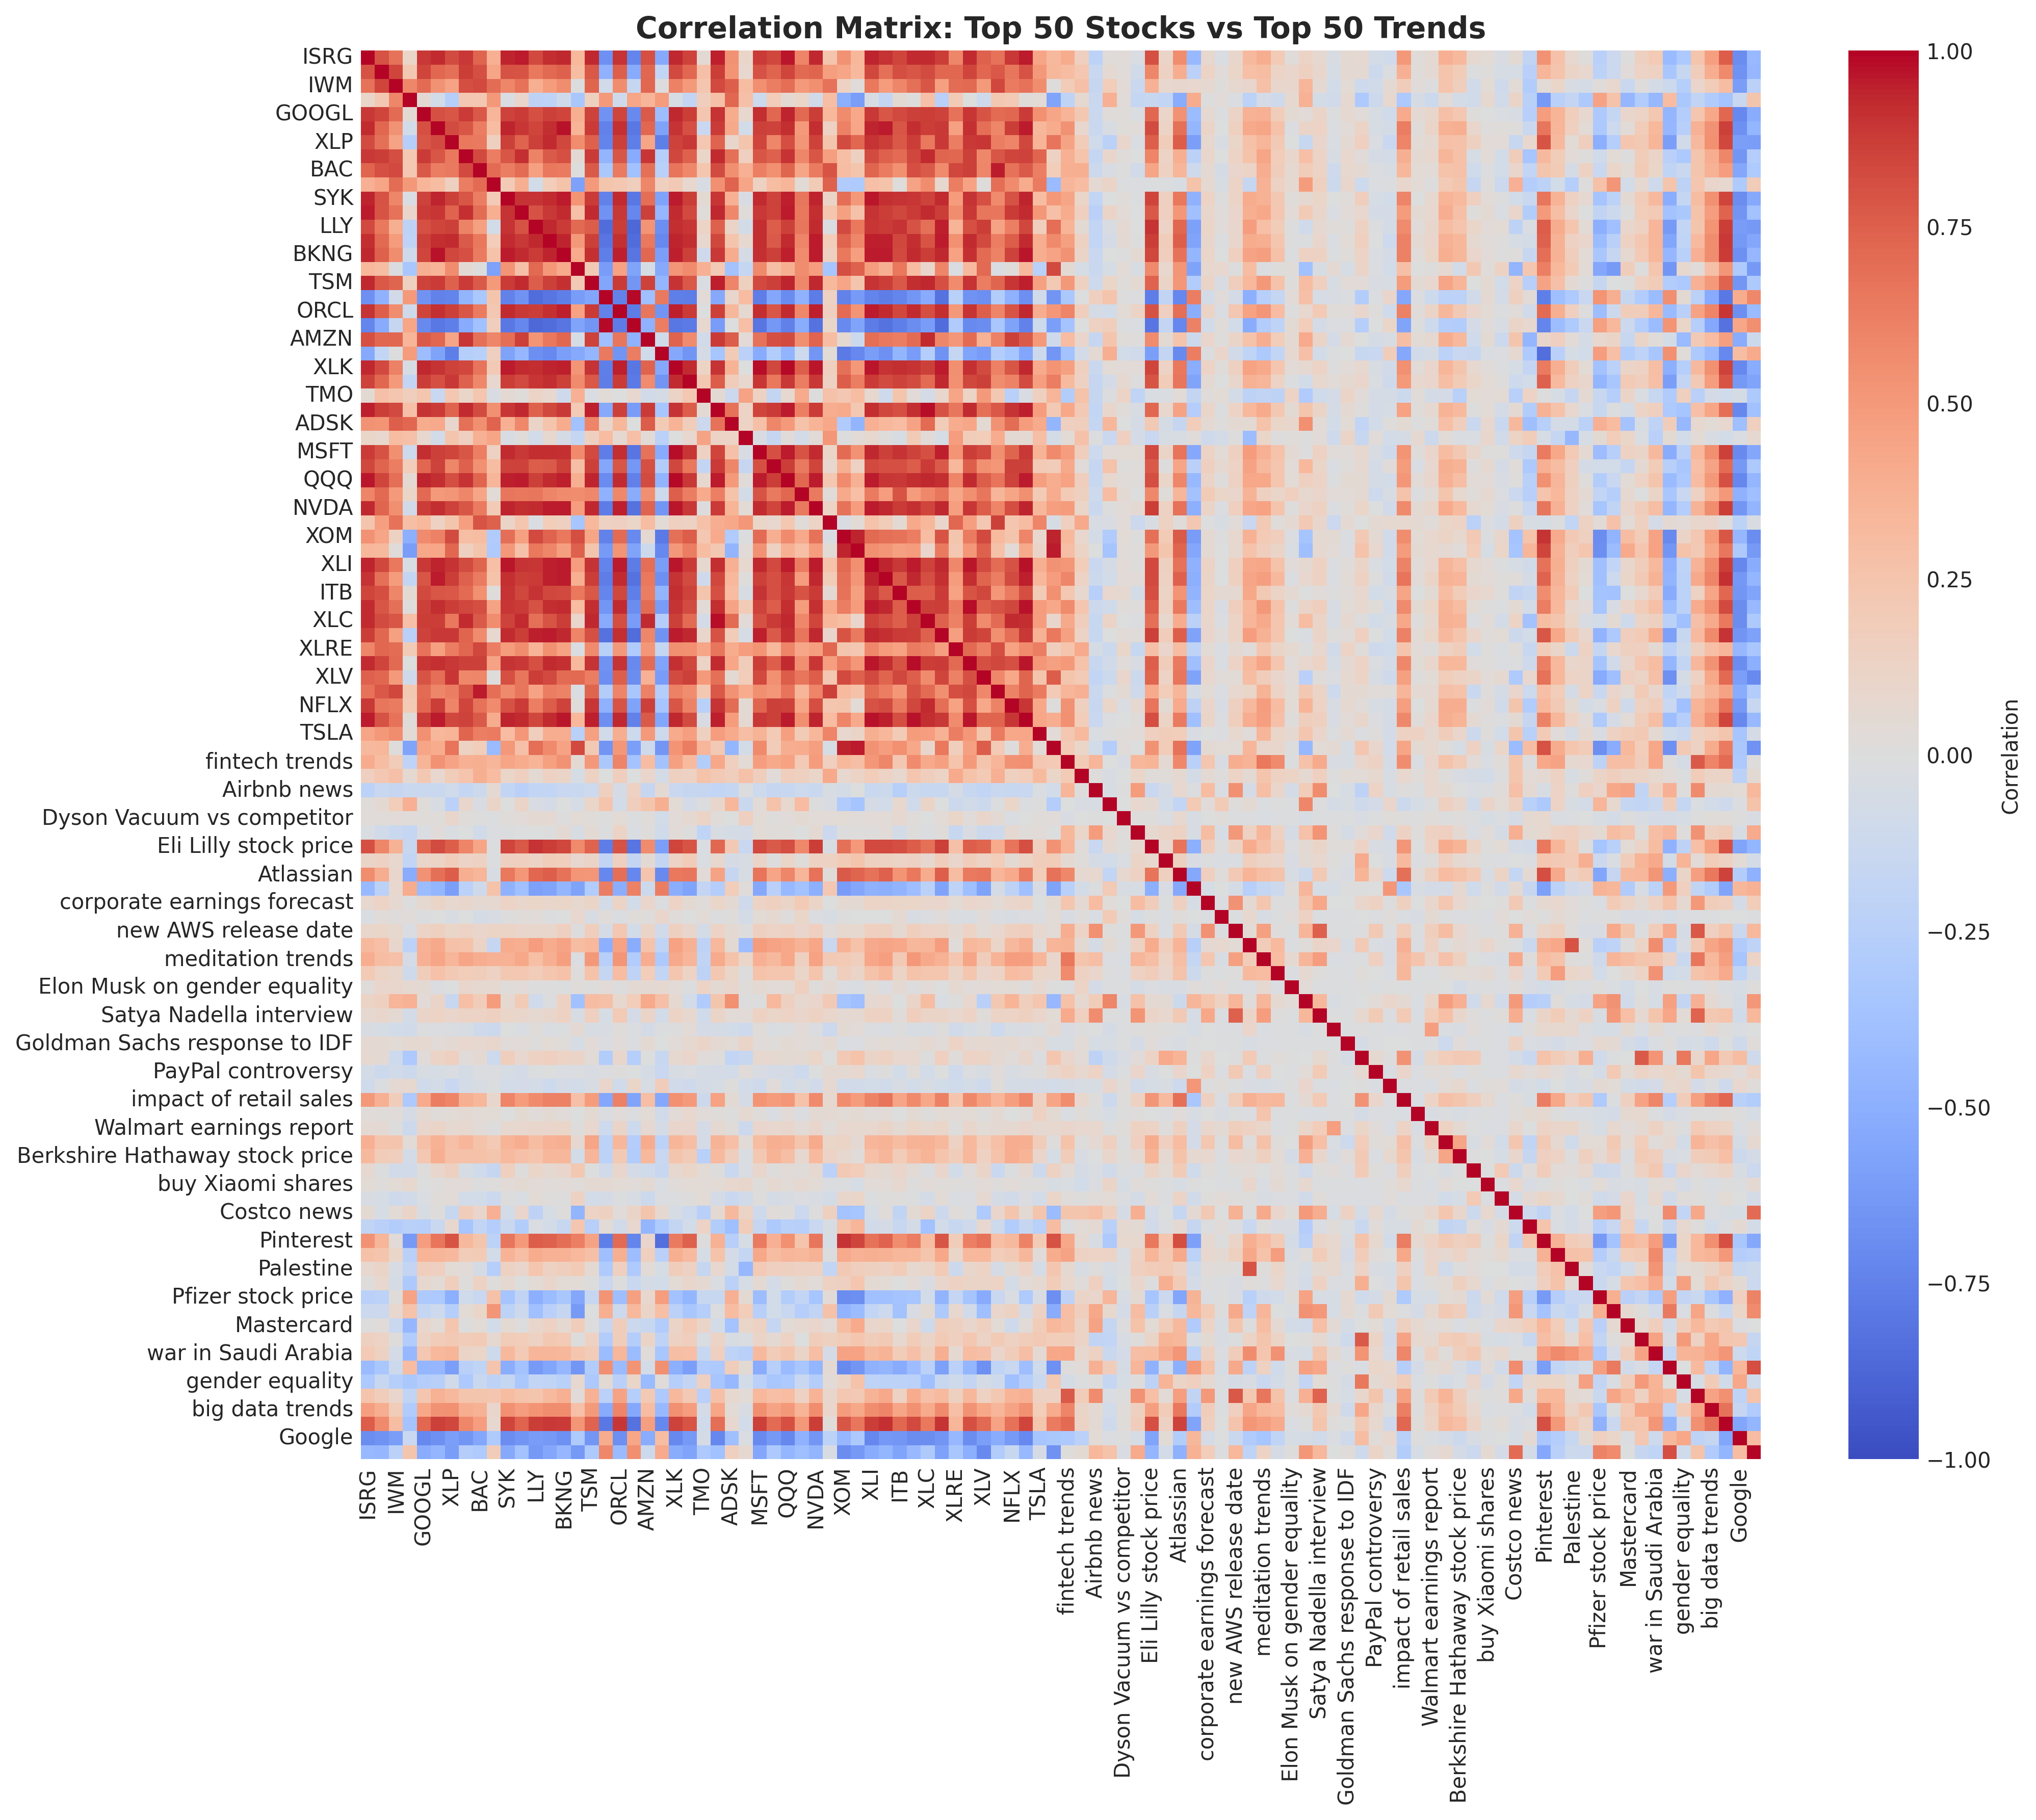 Correlation Matrix: Top 50 Stocks vs Top 50 Trends
ISRG
IWM
GOOGL
XLP
BAC
SYK
LLY
BKNG
TSM
ORCL
AMZN
XLK
TMO
ADSK
MSFT
QQQ
NVDA
XOM
XLI
ITB
XLC
XLRE
XLV
NFLX
TSLA
fintech trends
Airbnb news
Dyson Vacuum vs competitor
Eli Lilly stock price
Atlassian
corporate earnings forecast
new AWS release date
meditation trends
Elon Musk on gender equality
Satya Nadella interview
Goldman Sachs response to IDF
PayPal controversy
impact of retail sales
Walmart earnings report
Berkshire Hathaway stock price
buy Xiaomi shares
Costco news
Pinterest
Palestine
Pfizer stock price
Mastercard
war in Saudi Arabia
gender equality
big data trends
Google
ISRG
IWM
GOOGL
XLP
BAC
SYK
LLY
BKNG
TSM
ORCL
AMZN
XLK
TMO
ADSK
MSFT
QQQ
NVDA
XOM
XLI
ITB
XLC
XLRE
XLV
NFLX
TSLA
fintech trends
Airbnb news
Dyson Vacuum vs competitor
Eli Lilly stock price
Atlassian
corporate earnings forecast
new AWS release date
meditation trends
Elon Musk on gender equality
Satya Nadella interview
Goldman Sachs response to IDF
PayPal controversy
impact of retail sales
Walmart earnings report
Berkshire Hathaway stock price
buy Xiaomi shares
Costco news
Pinterest
Palestine
Pfizer stock price
Mastercard
war in Saudi Arabia
gender equality
big data trends
Google
1.00
0.75
0.50
0.25
0.00
−0.25
−0.50
−0.75
−1.00
Correlation